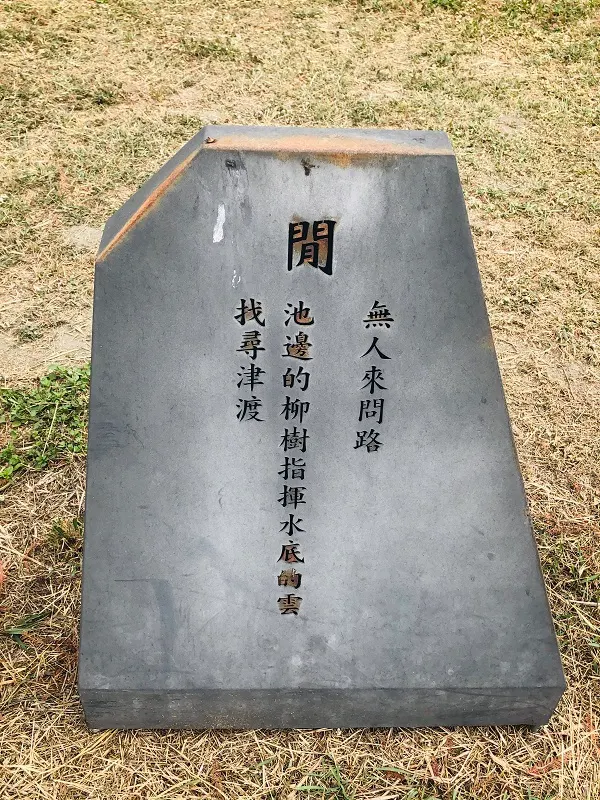 閒
無人來問路
池邊的柳樹指揮水底的雲
找尋津渡